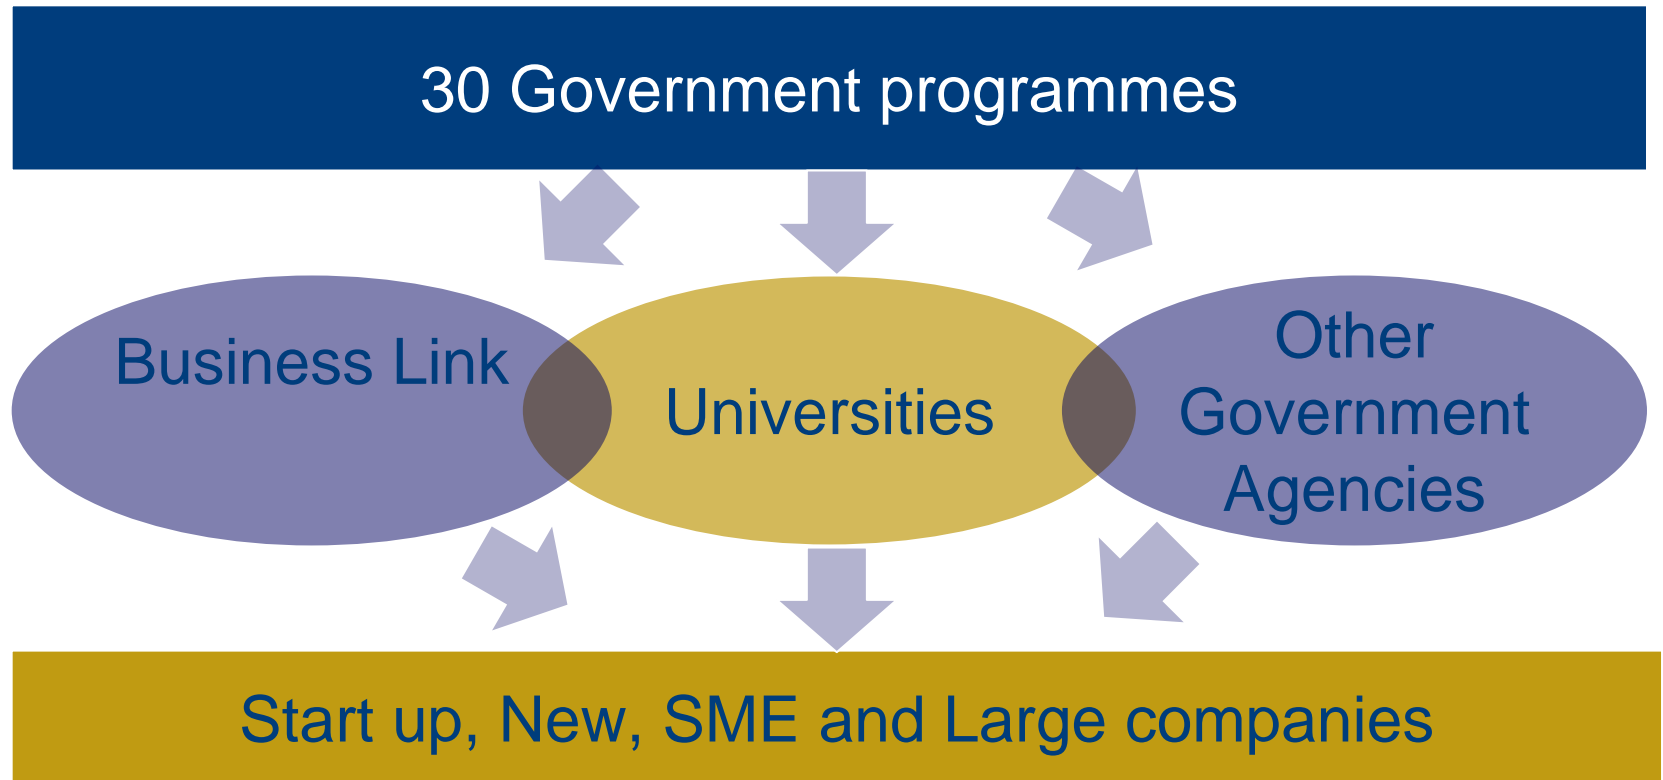 30 Government programmes
Business Link
Universities
Other
Government
Agencies
Start up, New, SME and Large companies